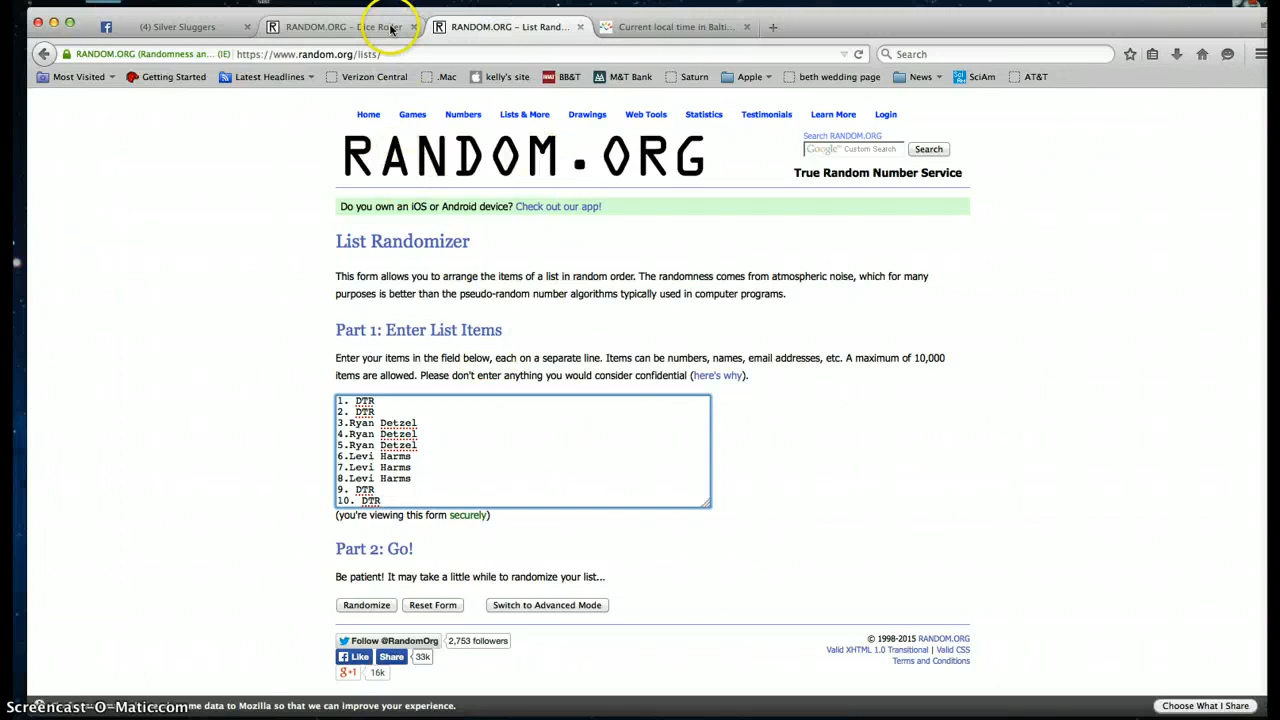 (4) Silver Sluggers
RANDOM.ORG - Dice Roller
RANDOM.ORG – List Rand...
Current local time in Balti...
RANDOM.ORG (Randomness an... (IE)
https://www.random.org/lists/
Search
Most Visited
Getting Started
Latest Headlines
Verizon Central
.Mac
kelly's site
BB&T
M&T Bank
Saturn
Apple
beth wedding page
News
SciAm
AT&T
Home
Games
Numbers
Lists & More
Drawings
Web Tools
Statistics
Testimonials
Learn More
Login
RANDOM.ORG
Search RANDOM.ORG
Google™ Custom Search
Search
True Random Number Service
Do you own an iOS or Android device? Check out our app!
List Randomizer
This form allows you to arrange the items of a list in random order. The randomness comes from atmospheric noise, which for many
purposes is better than the pseudo-random number algorithms typically used in computer programs.
Part 1: Enter List Items
Enter your items in the field below, each on a separate line. Items can be numbers, names, email addresses, etc. A maximum of 10,000
items are allowed. Please don't enter anything you would consider confidential (here's why).
1. DTR
2. DTR
3.Ryan Detzel
4.Ryan Detzel
5.Ryan Detzel
6.Levi Harms
7.Levi Harms
8.Levi Harms
9. DTR
10. DTR
(you're viewing this form securely)
Part 2: Go!
Be patient! It may take a little while to randomize your list...
Randomize
Reset Form
Switch to Advanced Mode
Follow @RandomOrg
2,753 followers
Like
Share
33k
g+1
16k
© 1998-2015 RANDOM.ORG
Valid XHTML 1.0 Transitional | Valid CSS
Terms and Conditions
Screencast-O-Matic.com
me data to Mozilla so that we can improve your experience.
Choose What I Share